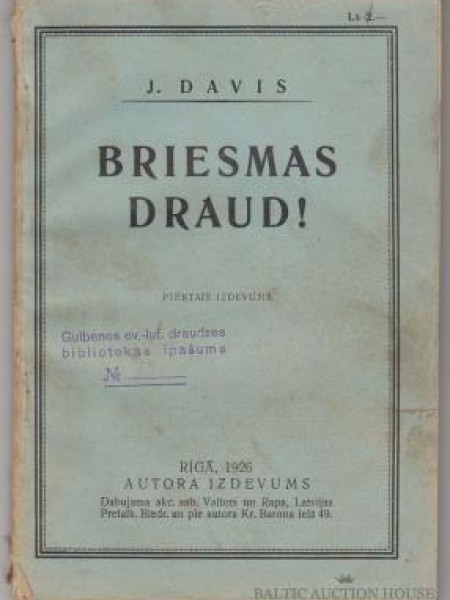 Ls 2.—
J. DAVIS
BRIESMAS
DRAUD!
PIEKTAIS IZDEVUMS
Gulbenes ev.-lut. draudzes
bibliotekas īpašums
№
RĪGĀ, 1926
AUTORA IZDEVUMS
Dabujama akc. sab. Valters un Rapa, Latvijas
Pretalk. Biedr. un pie autora Kr. Barona ielā 49.
BALTIC AUCTION HOUSE